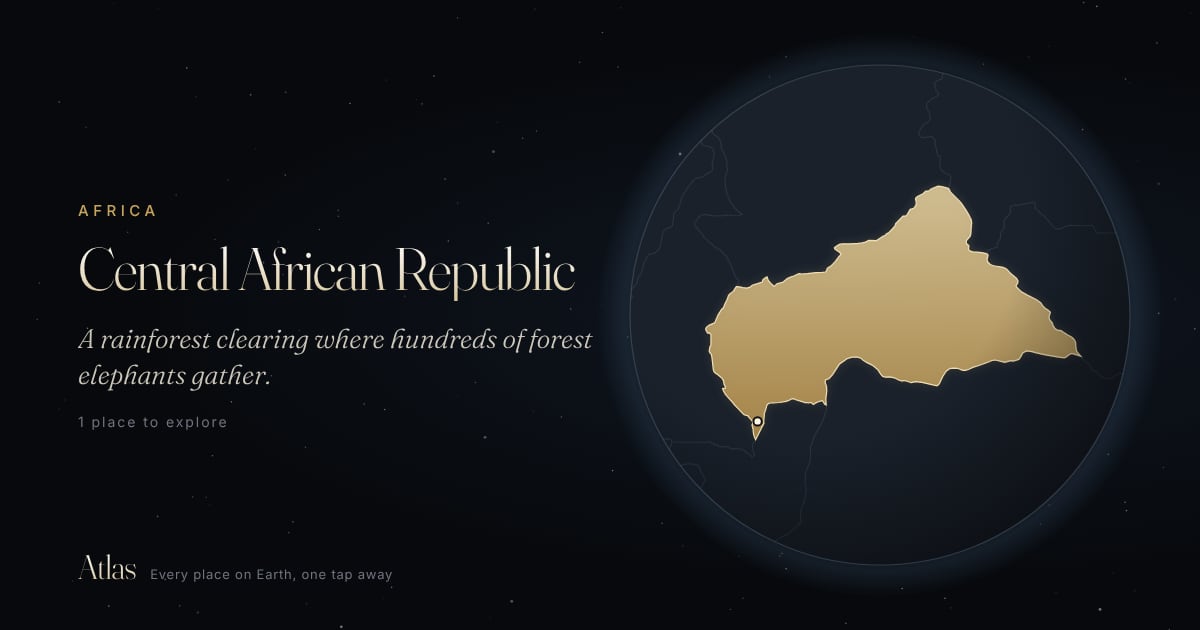 AFRICA
Central African Republic
A rainforest clearing where hundreds of forest
elephants gather.
1 place to explore
Atlas Every place on Earth, one tap away